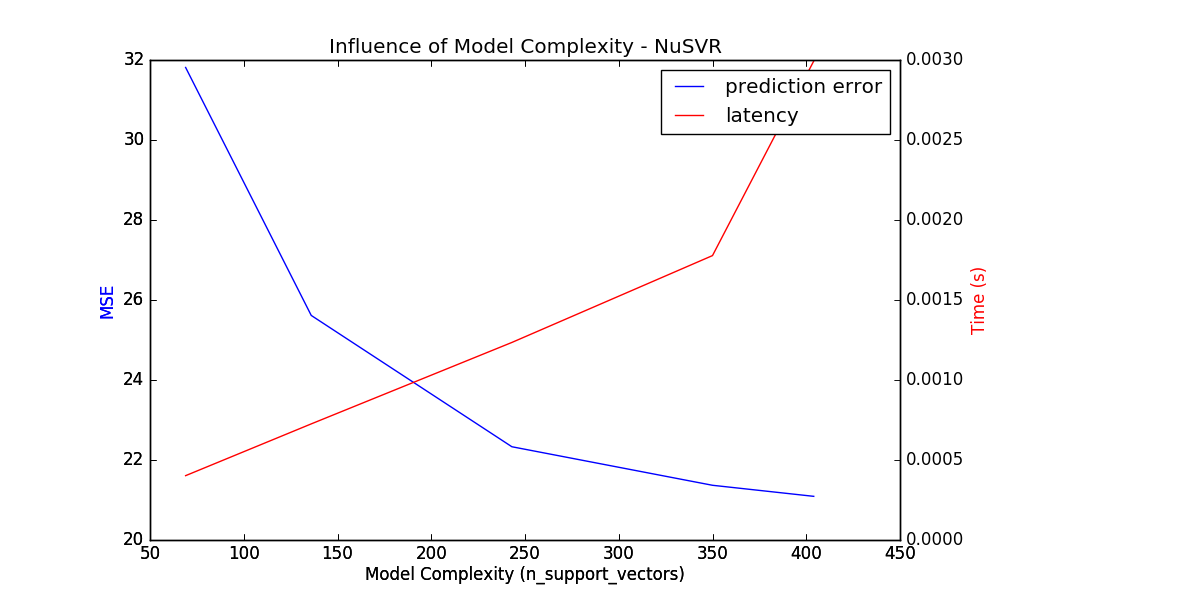 Influence of Model Complexity - NuSVR
prediction error
latency
32
30
28
26
24
22
20
MSE
0.0030
0.0025
0.0020
0.0015
0.0010
0.0005
0.0000
Time (s)
50 100 150 200 250 300 350 400 450
Model Complexity (n_support_vectors)